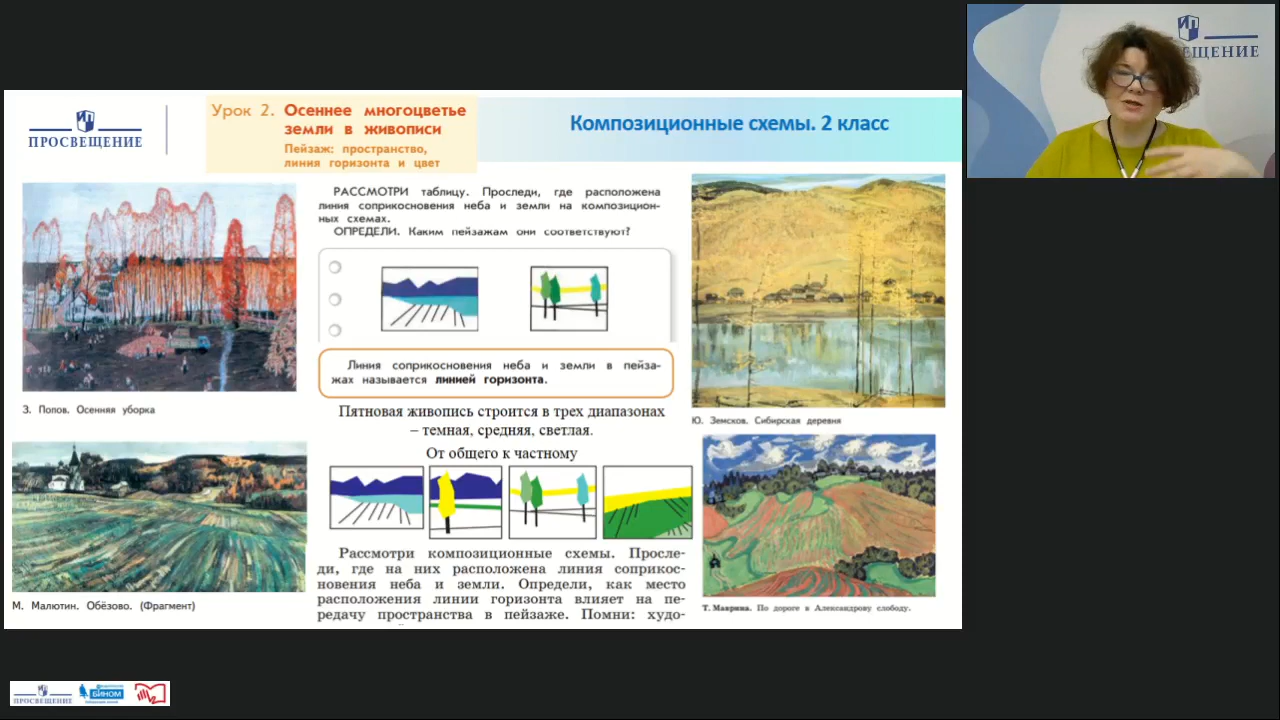 ПРОСВЕЩЕНИЕ
Урок 2. Осеннее многоцветье
земли в живописи
Пейзаж: пространство,
линия горизонта и цвет
Композиционные схемы. 2 класс
РАССМОТРИ таблицу. Проследи, где расположена
линия соприкосновения неба и земли на композицион-
ных схемах.
ОПРЕДЕЛИ. Каким пейзажам они соответствуют?
Линия соприкосновения неба и земли в пейза-
жах называется линией горизонта.
Пятновая живопись строится в трех диапазонах
– темная, средняя, светлая.
От общего к частному
Рассмотри композиционные схемы. Просле-
ди, где на них расположена линия соприкос-
новения неба и земли. Определи, как место
расположения линии горизонта влияет на пе-
редачу пространства в пейзаже. Помни: худо-
З. Попов. Осенняя уборка
М. Малютин. Обёзово. (Фрагмент)
Ю. Земсков. Сибирская деревня
Т. Маврина. По дороге в Александрову слободу.
ЩЕНИЕ
ПРОСВЕЩЕНИЕ
БИНОМ